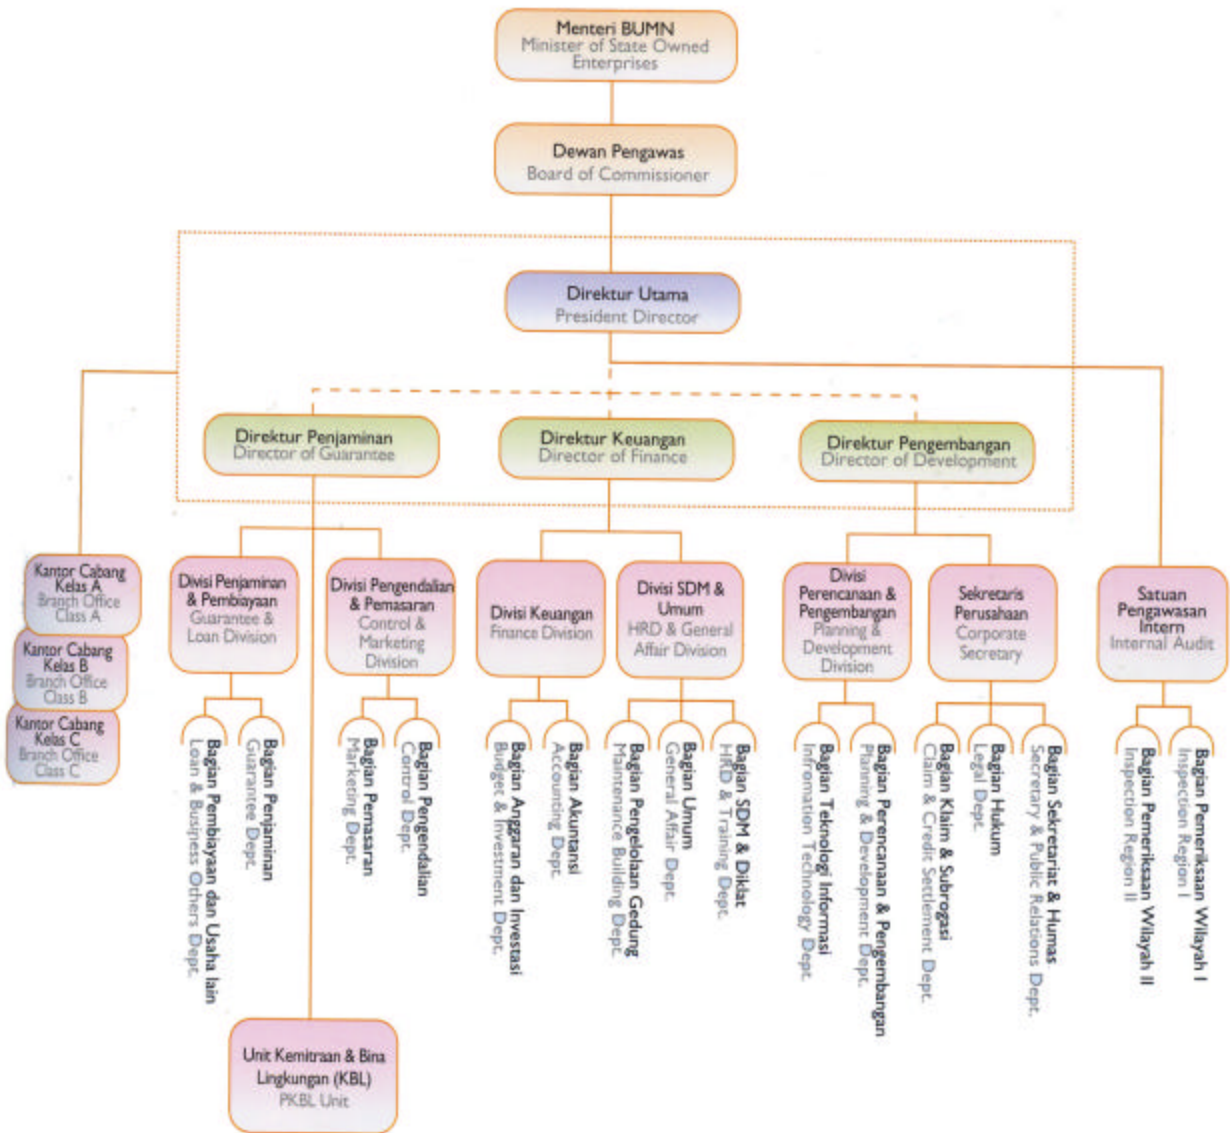 Menteri BUMN
Minister of State Owned
Enterprises
Dewan Pengawas
Board of Commissioner
Direktur Utama
President Director
Direktur Penjaminan
Director of Guarantee
Direktur Keuangan
Director of Finance
Direktur Pengembangan
Director of Development
Kantor Cabang
Kelas A
Branch Office
Class A
Kantor Cabang
Kelas B
Branch Office
Class B
Kantor Cabang
Kelas C
Branch Office
Class C
Divisi Penjaminan
& Pembiayaan
Guarantee &
Loan Division
Divisi Pengendalian
& Pemasaran
Control &
Marketing
Division
Divisi Keuangan
Finance Division
Divisi SDM &
Umum
HRD & General
Affair Division
Divisi
Perencanaan &
Pengembangan
Planning &
Development
Division
Sekretaris
Perusahaan
Corporate
Secretary
Satuan
Pengawasan
Intern
Internal Audit
Bagian Pembiayaan dan Usaha lain
Loan & Business Others Dept.
Bagian Penjaminan
Guarantee Dept.
Bagian Pemasaran
Marketing Dept.
Bagian Pengendalian
Control Dept.
Bagian Anggaran dan Investasi
Budget & Investment Dept.
Bagian Akuntansi
Accounting Dept.
Bagian Pengelolaan Gedung
Maintenance Building Dept.
Bagian Umum
General Affair Dept.
Bagian SDM & Diklat
HRD & Training Dept.
Bagian Teknologi Informasi
Infromation Technology Dept.
Bagian Perencanaan & Pengembangan
Planning & Development Dept.
Bagian Klaim & Subrogasi
Claim & Credit Settlement Dept.
Bagian Hukum
Legal Dept.
Bagian Sekretariat & Humas
Secretary & Public Relations Dept.
Bagian Pemeriksaan Wilayah II
Inspection Region II
Bagian Pemeriksaan Wilayah I
Inspection Region I
Unit Kemitraan & Bina
Lingkungan (KBL)
PKBL Unit